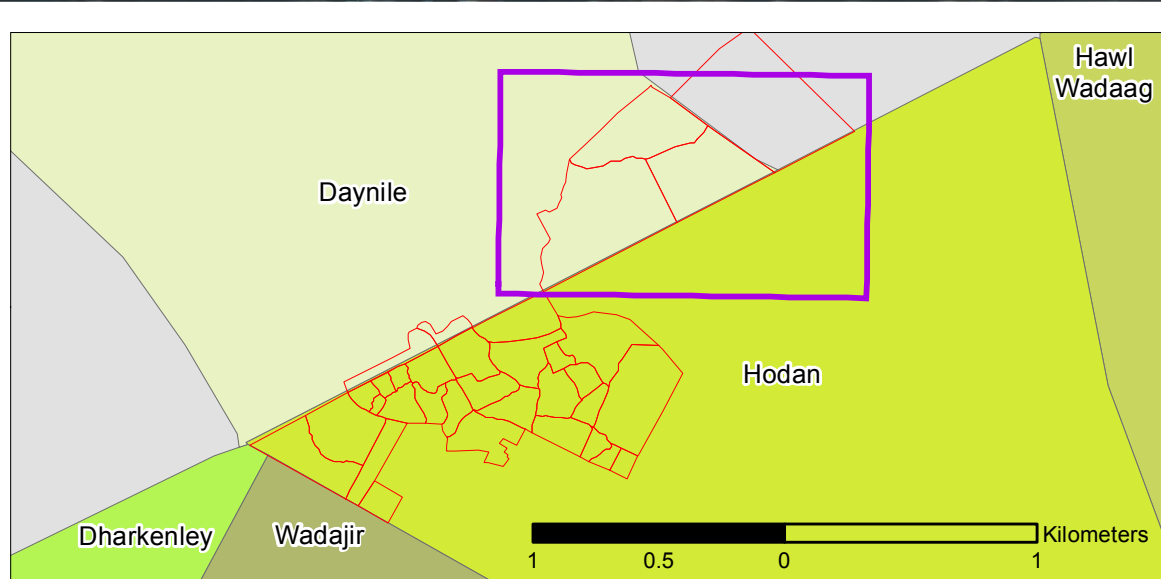 Hawl
Wadaag
Daynile
Hodan
Dharkenley
Wadajir
Kilometers
1 0.5 0 1